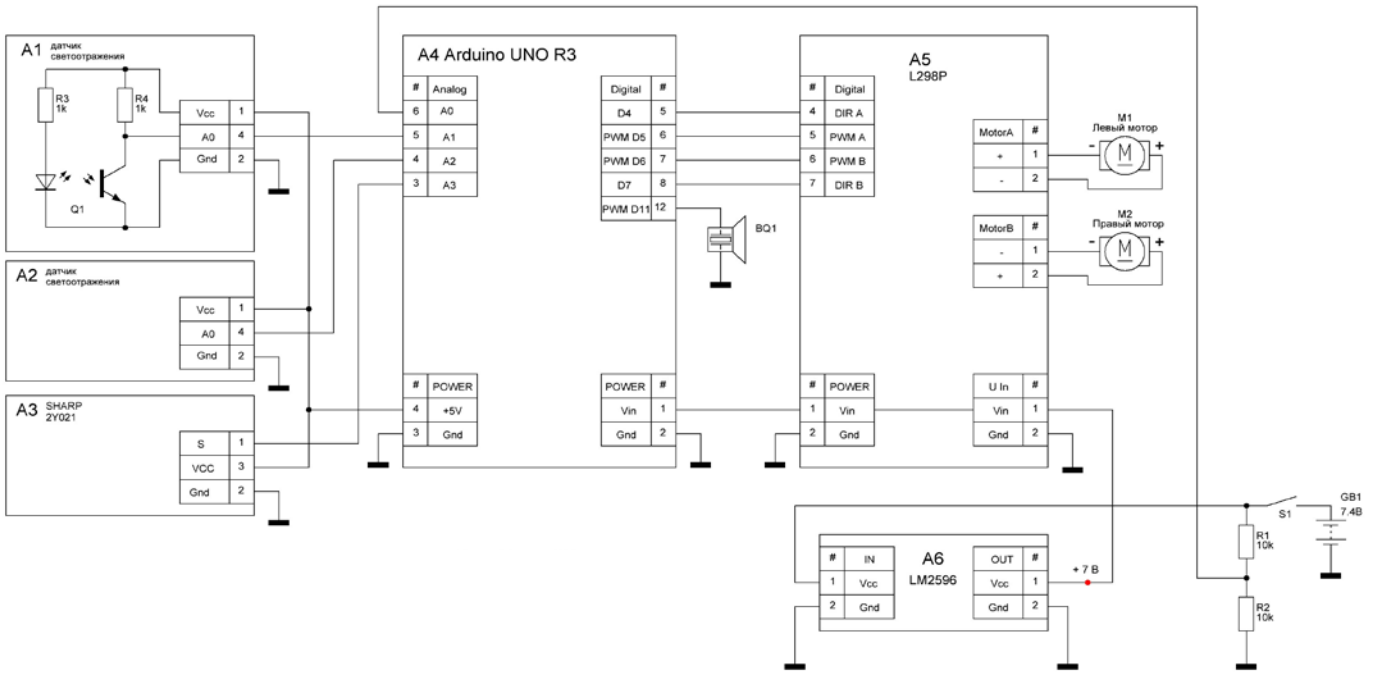 A1 датчик
светоотражения
R3
1k
R4
1k
Q1
Vcc 1
A0 4
Gnd 2
A2 датчик
светоотражения
Vcc 1
A0 4
Gnd 2
A3 SHARP
2Y021
S 1
VCC 3
Gnd 2
A4 Arduino UNO R3
# Analog
6 A0
5 A1
4 A2
3 A3
Digital #
D4 5
PWM D5 6
PWM D6 7
D7 8
PWM D11 12
BQ1
# POWER
4 +5V
3 Gnd
POWER #
Vin 1
Gnd 2
A5
L298P
# Digital
4 DIR A
5 PWM A
6 PWM B
7 DIR B
MotorA #
+ 1
- 2
MotorB #
- 1
+ 2
M1
Левый мотор
- M +
M2
Правый мотор
- M +
# POWER
1 Vin
2 Gnd
U In #
Vin 1
Gnd 2
A6
LM2596
# IN
1 Vcc
2 Gnd
OUT #
Vcc 1
Gnd 2
+ 7 В
S1
GB1
7.4В
R1
10k
R2
10k